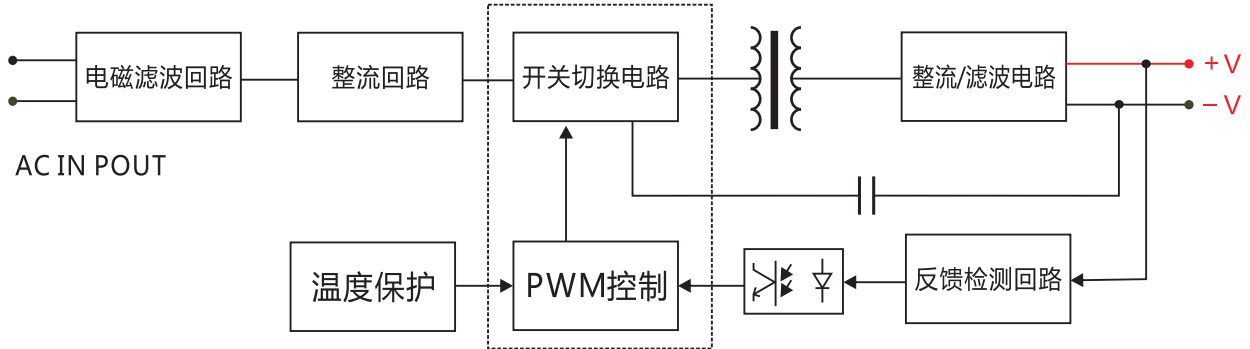 电磁滤波回路
整流回路
开关切换电路
整流/滤波电路
+V
-V
AC IN POUT
温度保护
PWM控制
反馈检测回路